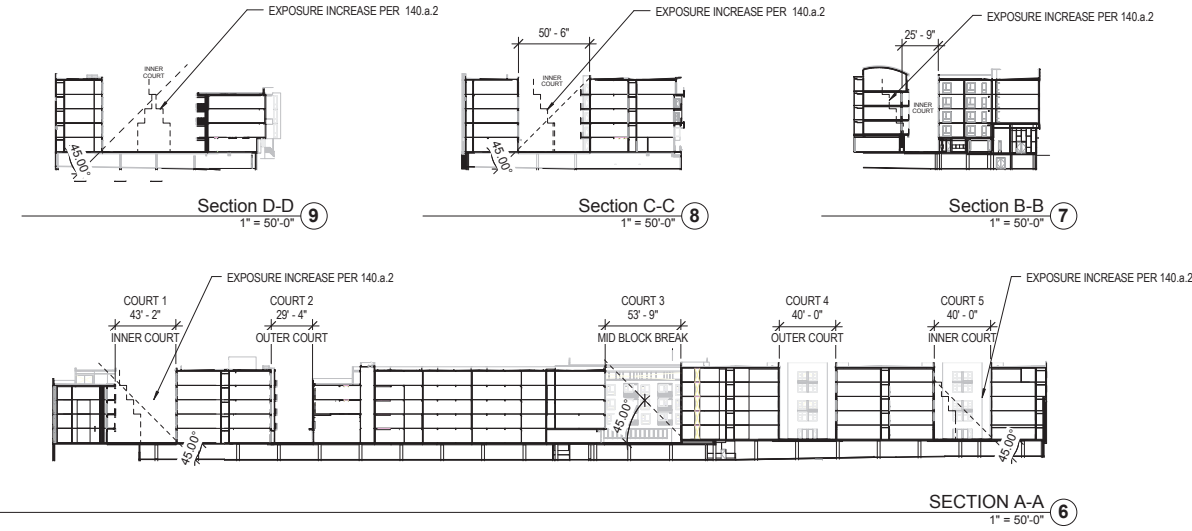 EXPOSURE INCREASE PER 140.a.2
INNER
COURT
45.00°
Section D-D
9
1" = 50'-0"
EXPOSURE INCREASE PER 140.a.2
50' - 6"
INNER
COURT
45.00°
Section C-C
8
1" = 50'-0"
EXPOSURE INCREASE PER 140.a.2
25' - 9"
INNER
COURT
Section B-B
7
1" = 50'-0"
EXPOSURE INCREASE PER 140.a.2
COURT 1
43' - 2"
INNER COURT
COURT 2
29' - 4"
OUTER COURT
COURT 3
53' - 9"
MID BLOCK BREAK
COURT 4
40' - 0"
OUTER COURT
COURT 5
40' - 0"
INNER COURT
EXPOSURE INCREASE PER 140.a.2
45.00°
45.00°
45.00°
SECTION A-A
6
1" = 50'-0"